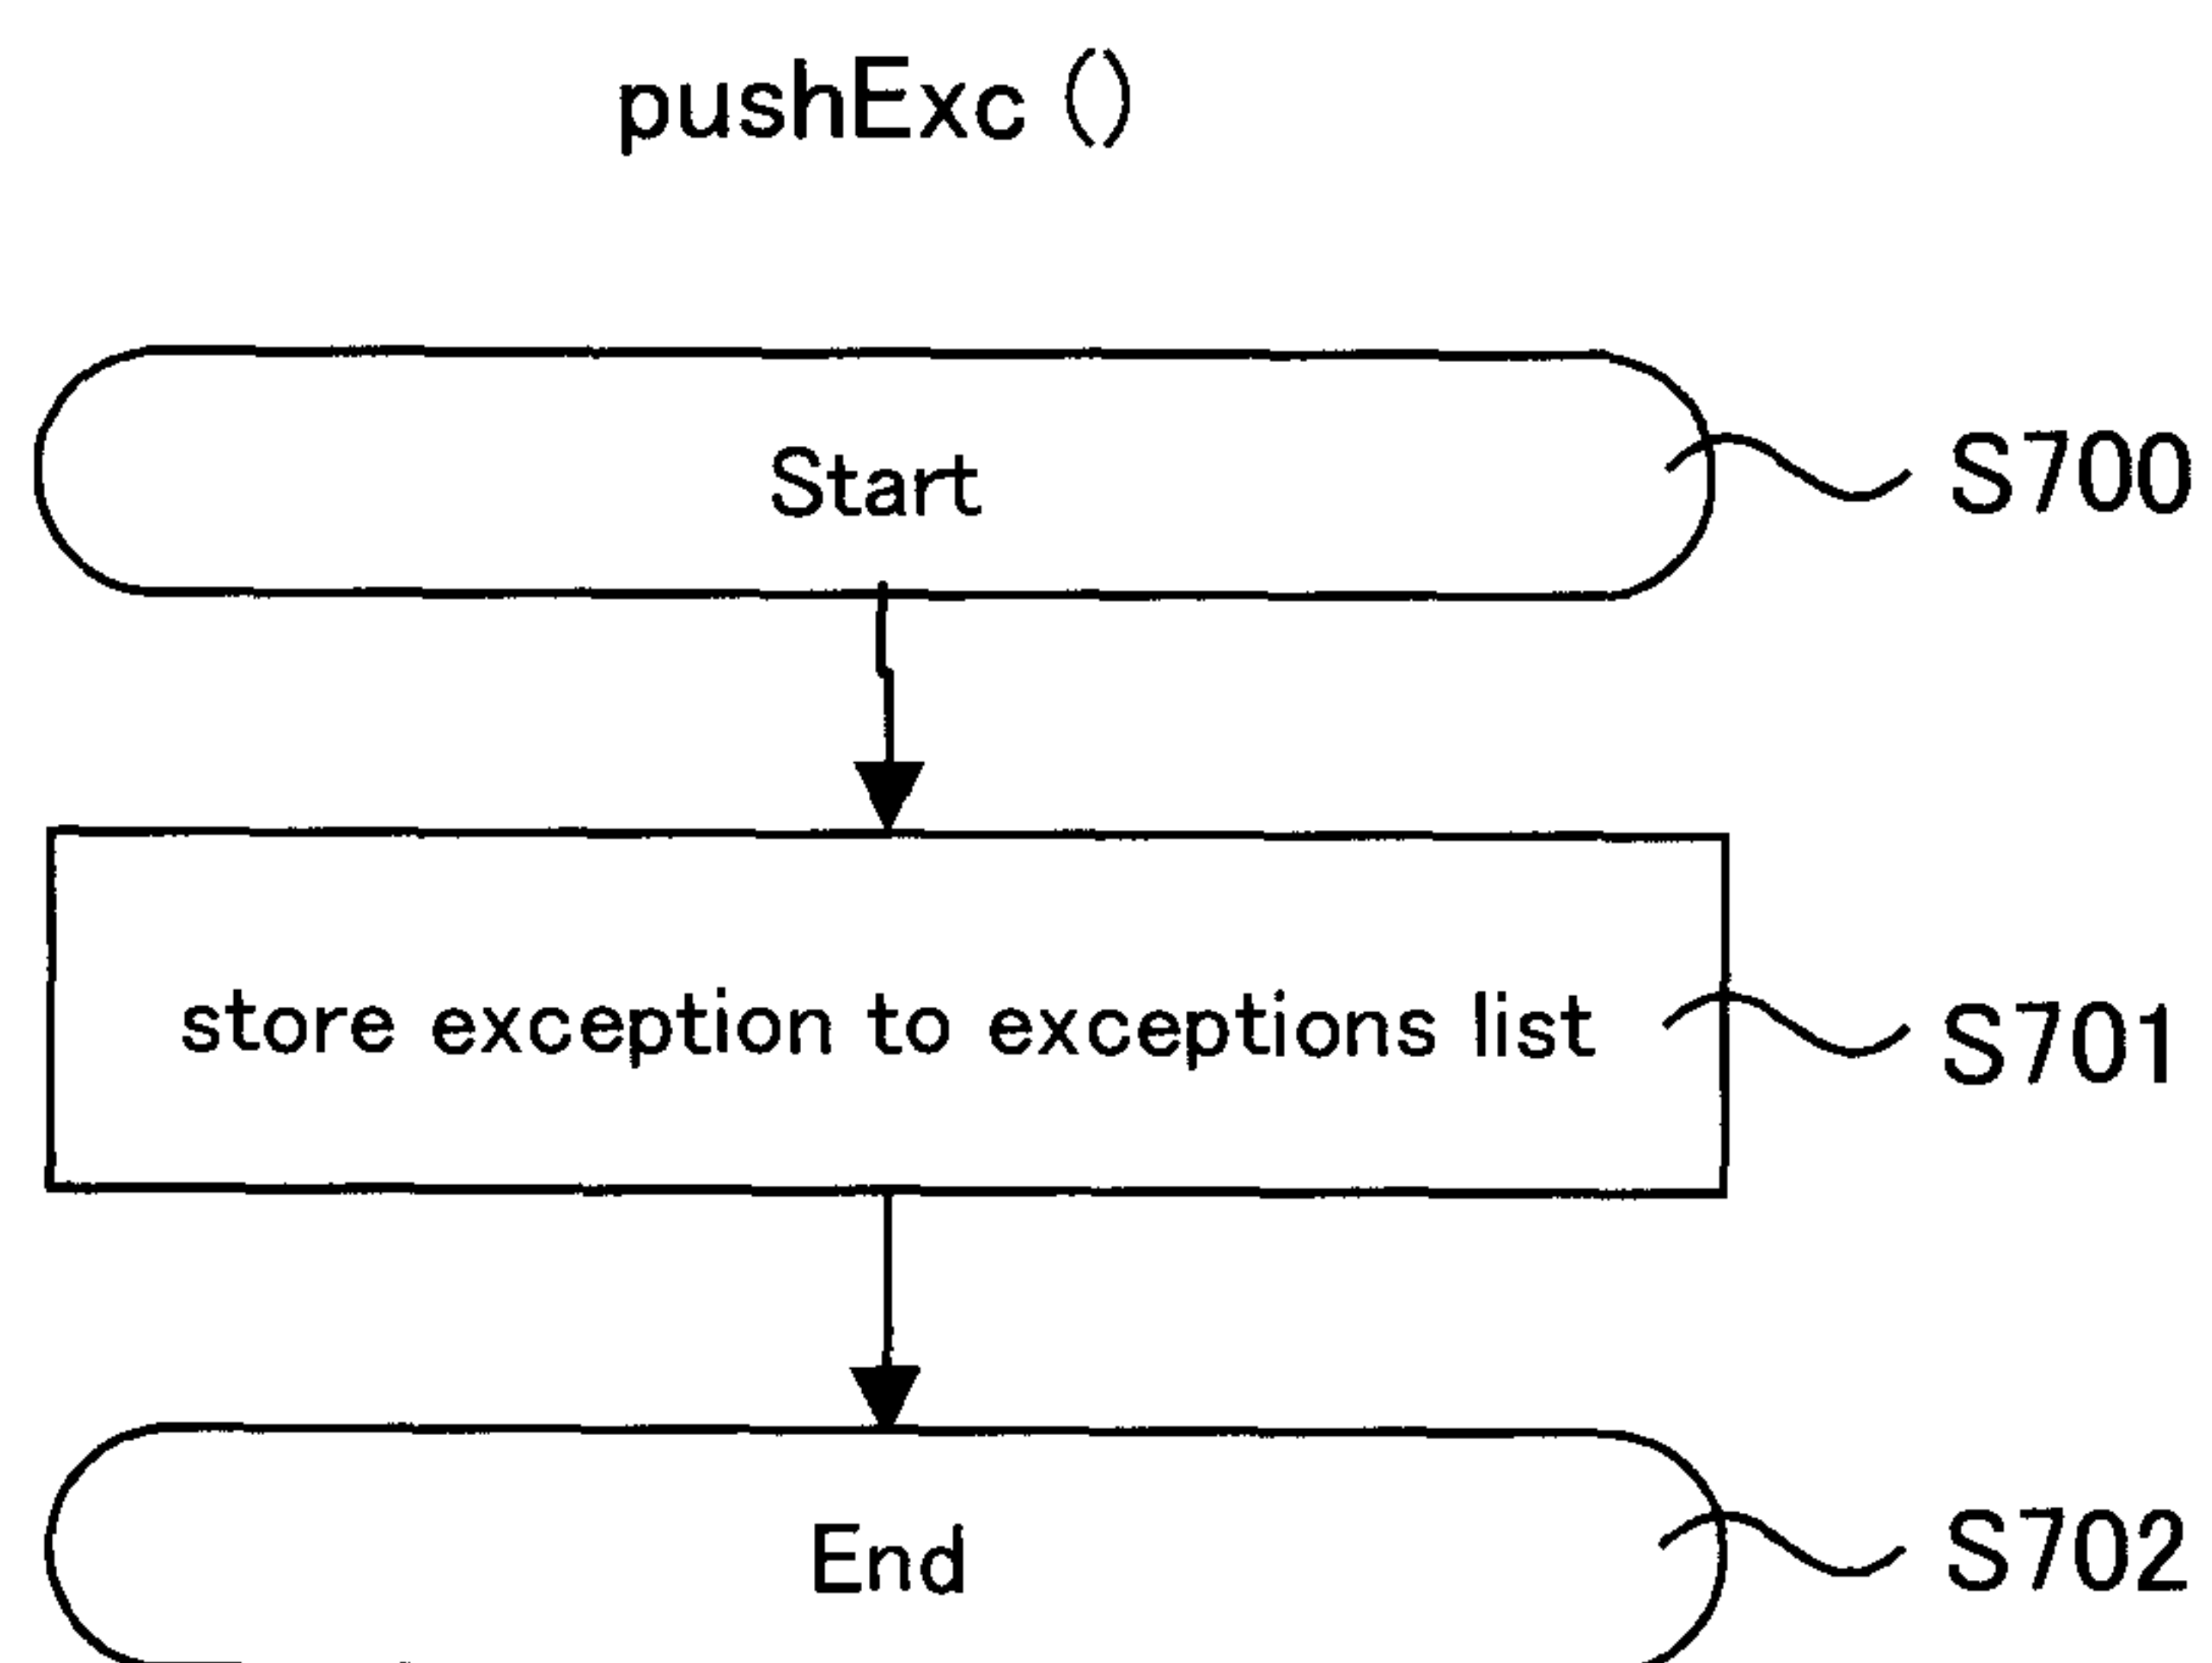 pushExc ()
Start
S700
store exception to exceptions list
S701
End
S702